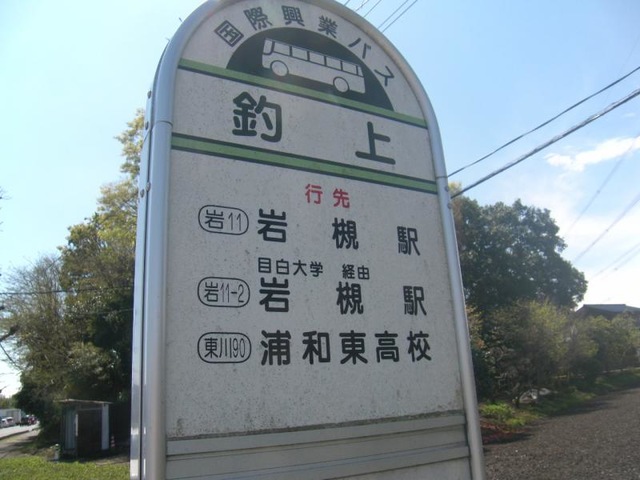 国際興業バス
釣上
行先
岩11 岩槻駅
目白大学 経由
岩11-2 岩槻駅
東川90 浦和東高校